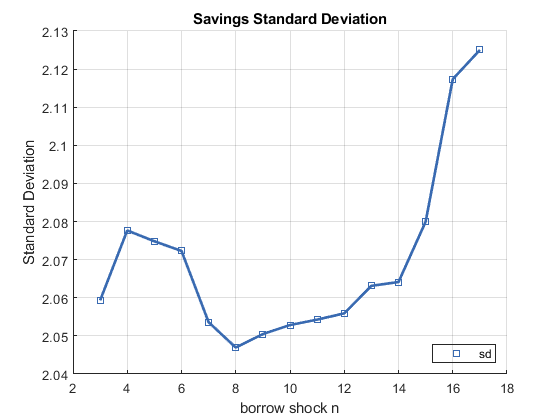 Savings Standard Deviation
2.13
2.12
2.11
2.1
2.09
2.08
2.07
2.06
2.05
2.04
Standard Deviation
2 4 6 8 10 12 14 16 18
borrow shock n
sd